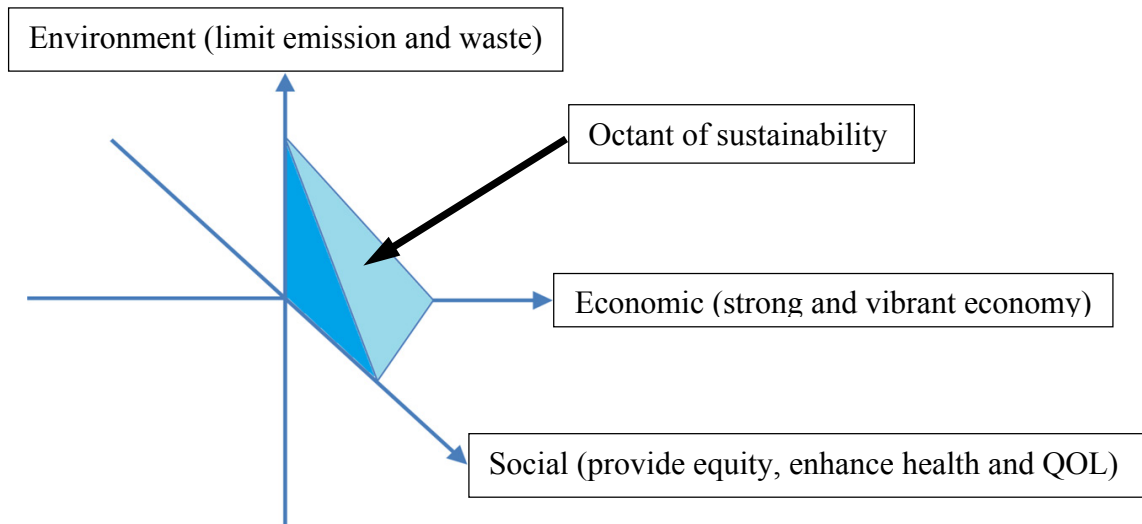 Environment (limit emission and waste)
Octant of sustainability
Economic (strong and vibrant economy)
Social (provide equity, enhance health and QOL)